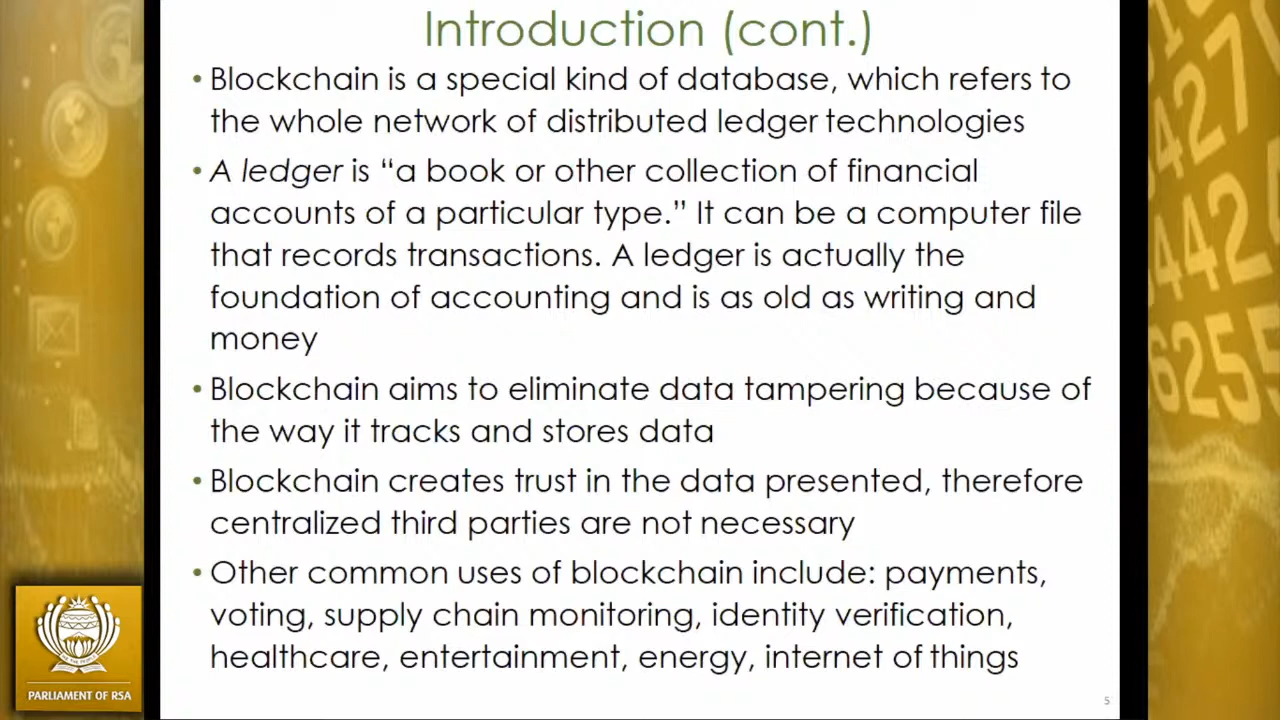 Introduction (cont.)
• Blockchain is a special kind of database, which refers to
the whole network of distributed ledger technologies
• A ledger is “a book or other collection of financial
accounts of a particular type.” It can be a computer file
that records transactions. A ledger is actually the
foundation of accounting and is as old as writing and
money
• Blockchain aims to eliminate data tampering because of
the way it tracks and stores data
• Blockchain creates trust in the data presented, therefore
centralized third parties are not necessary
• Other common uses of blockchain include: payments,
voting, supply chain monitoring, identity verification,
healthcare, entertainment, energy, internet of things
5
PARLIAMENT OF RSA